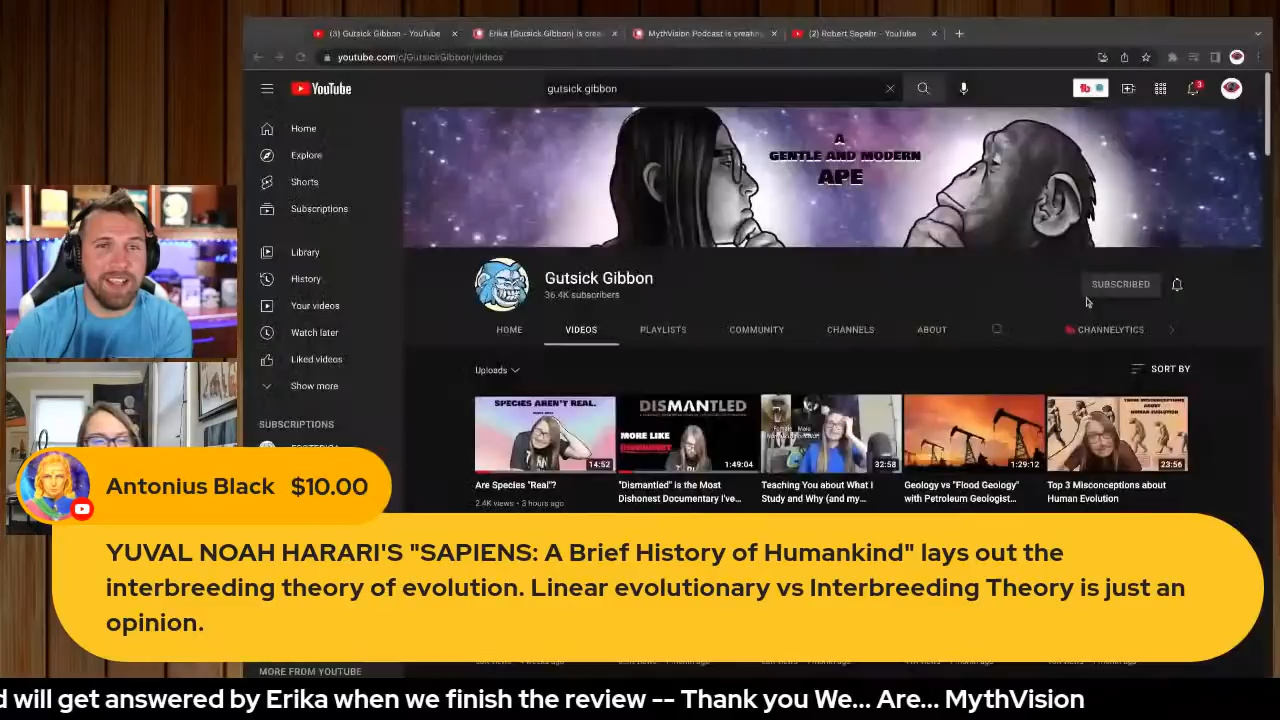 (3) Gutsick Gibbon - YouTube
Erika (Gutsick Gibbon) is crea
MythVision Podcast is creating
(2) Robert Sepehr - YouTube
youtube.com/c/GutsickGibbon/videos
YouTube
gutsick gibbon
3
Home
Explore
Shorts
Subscriptions
Library
History
Your videos
Watch later
Liked videos
Show more
SUBSCRIPTIONS
A
GENTLE AND MODERN
APE
Gutsick Gibbon
36.4K subscribers
SUBSCRIBED
HOME
VIDEOS
PLAYLISTS
COMMUNITY
CHANNELS
ABOUT
CHANNELYTICS
Uploads
SORT BY
SPECIES AREN'T REAL.
14:52
Are Species "Real"?
2.4K views • 3 hours ago
DISMANTLED
MORE LIKE
1:49:04
"Dismantled" is the Most
Dishonest Documentary I've...
32:58
Teaching You about What I
Study and Why (and my...
1:29:12
Geology vs "Flood Geology"
with Petroleum Geologist...
23:56
Top 3 Misconceptions about
Human Evolution
Antonius Black $10.00
YUVAL NOAH HARARI'S "SAPIENS: A Brief History of Humankind" lays out the
interbreeding theory of evolution. Linear evolutionary vs Interbreeding Theory is just an
opinion.
MORE FROM YOUTUBE
d will get answered by Erika when we finish the review -- Thank you We... Are... MythVision